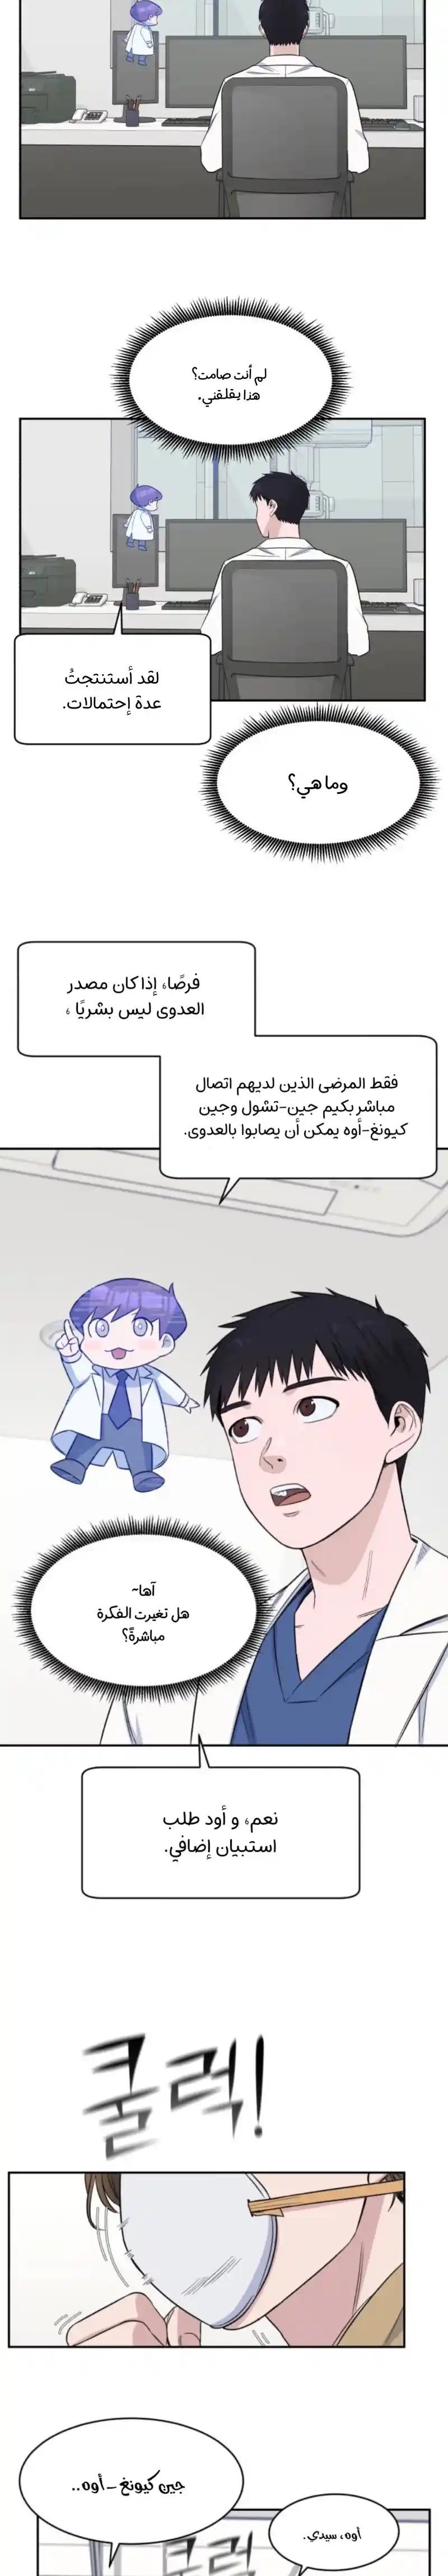 لم أنت صامت؟
هذا يقلقني.
لقد أستنتجتُ
عدة إحتمالات.
وما هي؟
فرضًا، إذا كان مصدر
العدوى ليس بشريًا ،
فقط المرضى الذين لديهم اتصال
مباشر بكيم جين-تشول وجين
كيونغ-أوه يمكن أن يصابوا بالعدوى.
آها~
هل تغيرت الفكرة
مباشرةً؟
نعم، و أود طلب
استبيان إضافي.
쿨럭!
جين كيونغ-أوه..
أوه، سيدي.
쿨럭